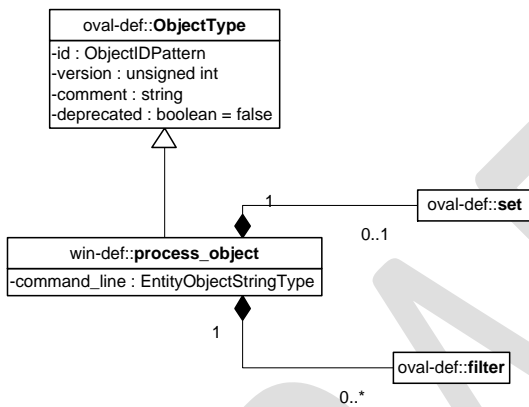 oval-def::ObjectType
-id : ObjectIDPattern
-version : unsigned int
-comment : string
-deprecated : boolean = false
1
oval-def::set
0..1
win-def::process_object
-command_line : EntityObjectStringType
1
oval-def::filter
0..*